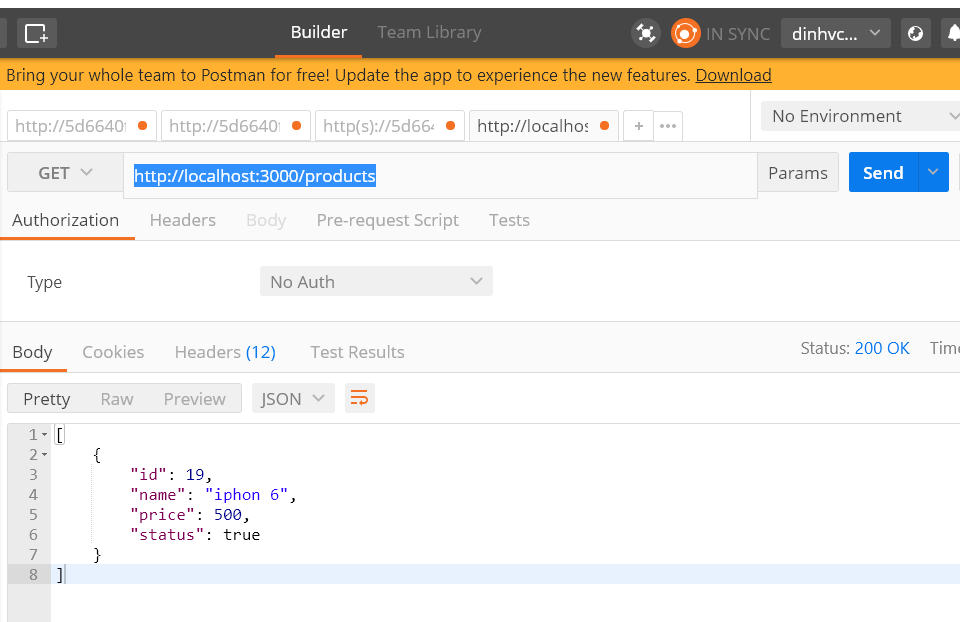 Builder Team Library IN SYNC dinhvc...
Bring your whole team to Postman for free! Update the app to experience the new features. Download
http://5d6640 http://5d6640 http(s)://5d66 http://localhos + ••• No Environment
GET http://localhost:3000/products Params Send
Authorization Headers Body Pre-request Script Tests
Type No Auth
Body Cookies Headers (12) Test Results Status: 200 OK Time
Pretty Raw Preview JSON
1 [
2 {
3 "id": 19,
4 "name": "iphon 6",
5 "price": 500,
6 "status": true
7 }
8 ]